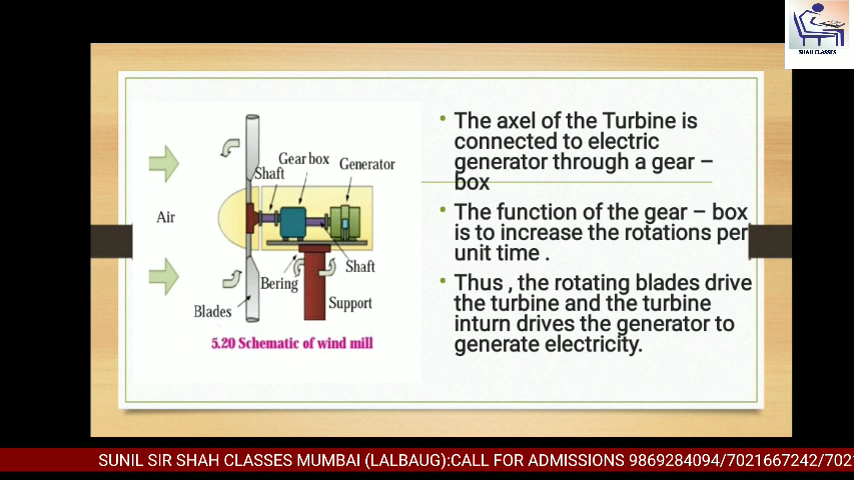 SHAH CLASSES
Gear box
Generator
Shaft
Air
Shaft
Bering
Support
Blades
5.20 Schematic of wind mill
• The axel of the Turbine is
connected to electric
generator through a gear –
box
• The function of the gear – box
is to increase the rotations per
unit time .
• Thus , the rotating blades drive
the turbine and the turbine
inturn drives the generator to
generate electricity.
SUNIL SIR SHAH CLASSES MUMBAI (LALBAUG):CALL FOR ADMISSIONS 9869284094/7021667242/702